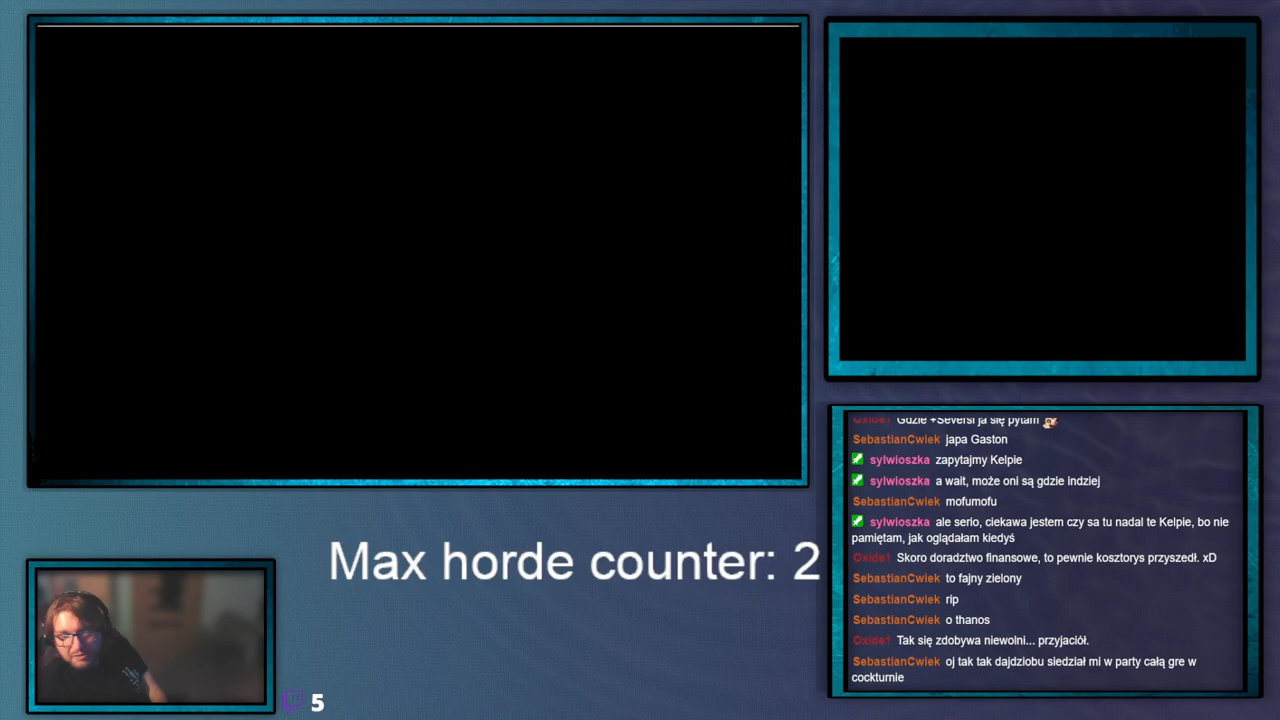 Oxide1 Gdzie +Seversi ja się pytam
SebastianCwiek japa Gaston
sylwioszka zapytajmy Kelpie
sylwioszka a wait, może oni są gdzie indziej
SebastianCwiek mofumofu
sylwioszka ale serio, ciekawa jestem czy sa tu nadal te Kelpie, bo nie
pamiętam, jak oglądałam kiedyś
Oxide1 Skoro doradztwo finansowe, to pewnie kosztorys przyszedł. xD
SebastianCwiek to fajny zielony
SebastianCwiek rip
SebastianCwiek o thanos
Oxide1 Tak się zdobywa niewolni... przyjaciół.
SebastianCwiek oj tak tak dajdziobu siedział mi w party całą gre w
cockturnie
Max horde counter: 2
5